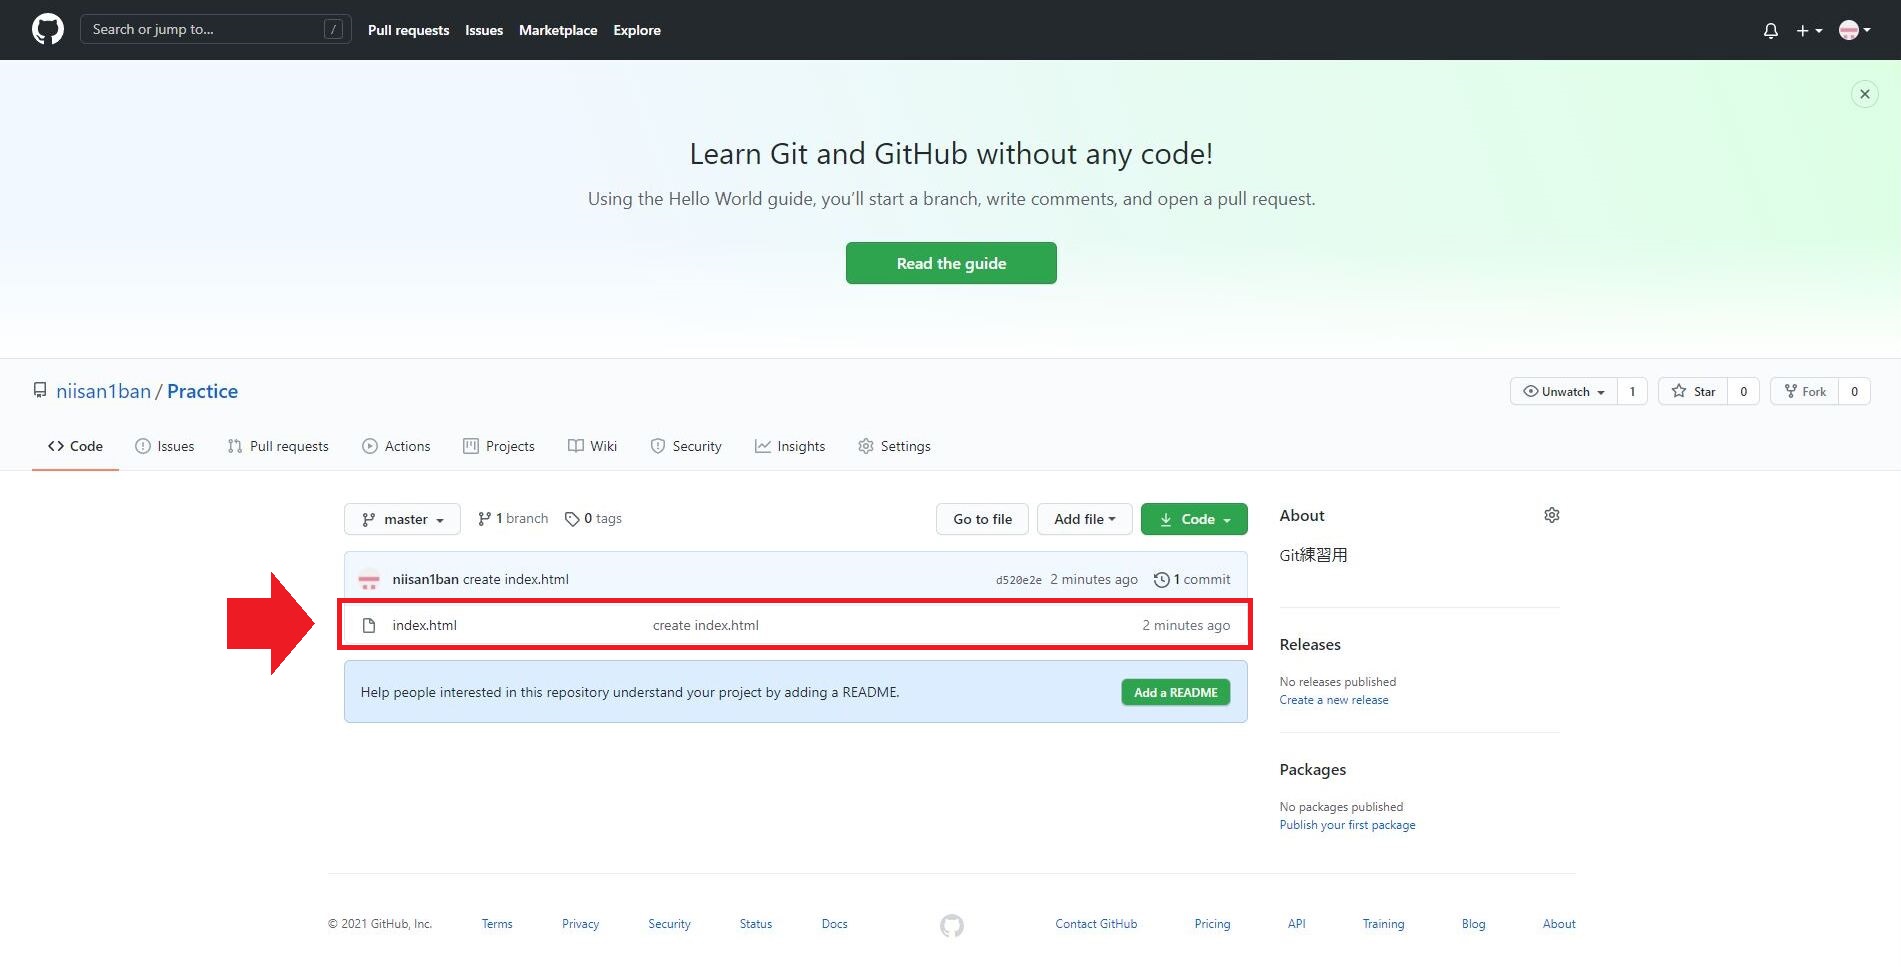 Search or jump to... /
Pull requests Issues Marketplace Explore
Learn Git and GitHub without any code!
Using the Hello World guide, you’ll start a branch, write comments, and open a pull request.
Read the guide
niisan1ban / Practice
Unwatch 1 Star 0 Fork 0
Code Issues Pull requests Actions Projects Wiki Security Insights Settings
master 1 branch 0 tags Go to file Add file Code
niisan1ban create index.html d520e2e 2 minutes ago 1 commit
index.html create index.html 2 minutes ago
Help people interested in this repository understand your project by adding a README. Add a README
About
Git練習用
Releases
No releases published
Create a new release
Packages
No packages published
Publish your first package
© 2021 GitHub, Inc. Terms Privacy Security Status Docs Contact GitHub Pricing API Training Blog About